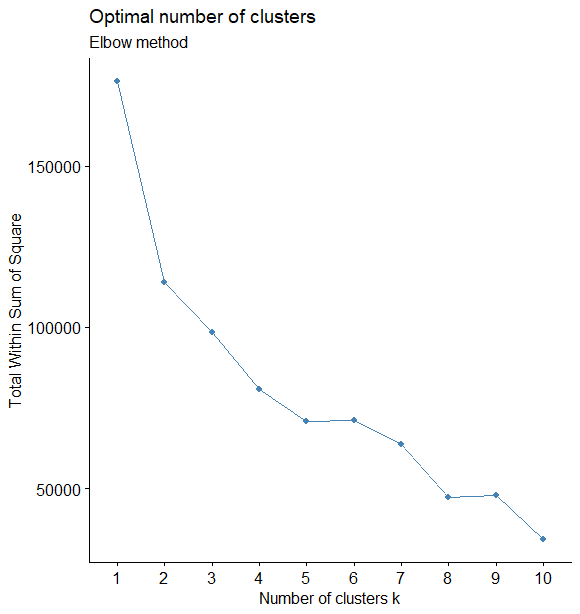 Optimal number of clusters
Elbow method
Total Within Sum of Square
150000
100000
50000
1 2 3 4 5 6 7 8 9 10
Number of clusters k